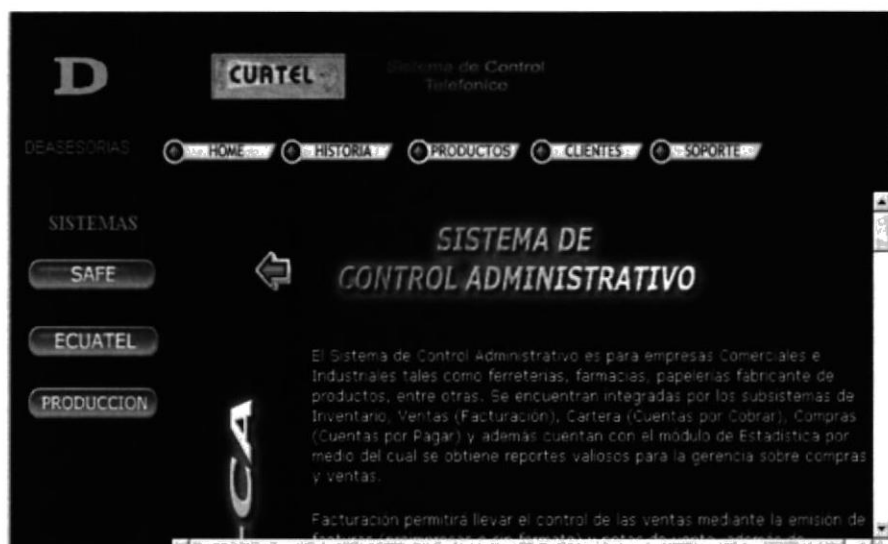 D
CUATEL
Sistema de Control
Telefonico
DEASESORIAS
HOME
HISTORIA
PRODUCTOS
CLIENTES
SOPORTE
SISTEMAS
SAFE
ECUATEL
PRODUCCION
SISTEMA DE
CONTROL ADMINISTRATIVO
El Sistema de Control Administrativo es para empresas Comerciales e
Industriales tales como ferreterias, farmacias, papelerias fabricante de
productos, entre otras. Se encuentran integradas por los subsistemas de
Inventario, Ventas (Facturación), Cartera (Cuentas por Cobrar), Compras
(Cuentas por Pagar) y además cuentan con el módulo de Estadística por
medio del cual se obtiene reportes valiosos para la gerencia sobre compras
y ventas.
Facturación permitirá llevar el control de las ventas mediante la emisión de
CA